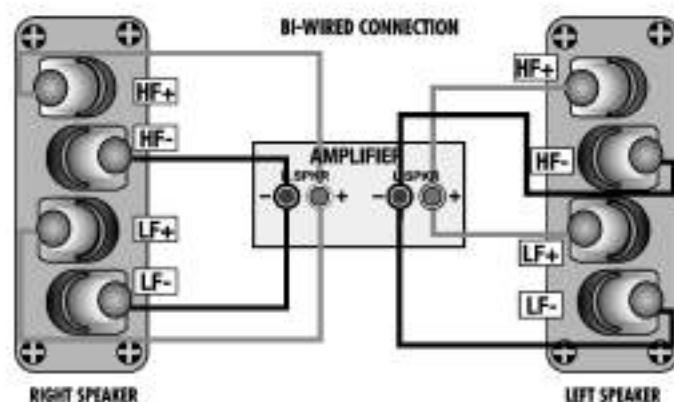 BI-WIRED CONNECTION
HF+
HF-
LF+
LF-
AMPLIFIER
SPKR
- +
L SPKR
- +
HF+
HF-
LF+
LF-
RIGHT SPEAKER
LEFT SPEAKER